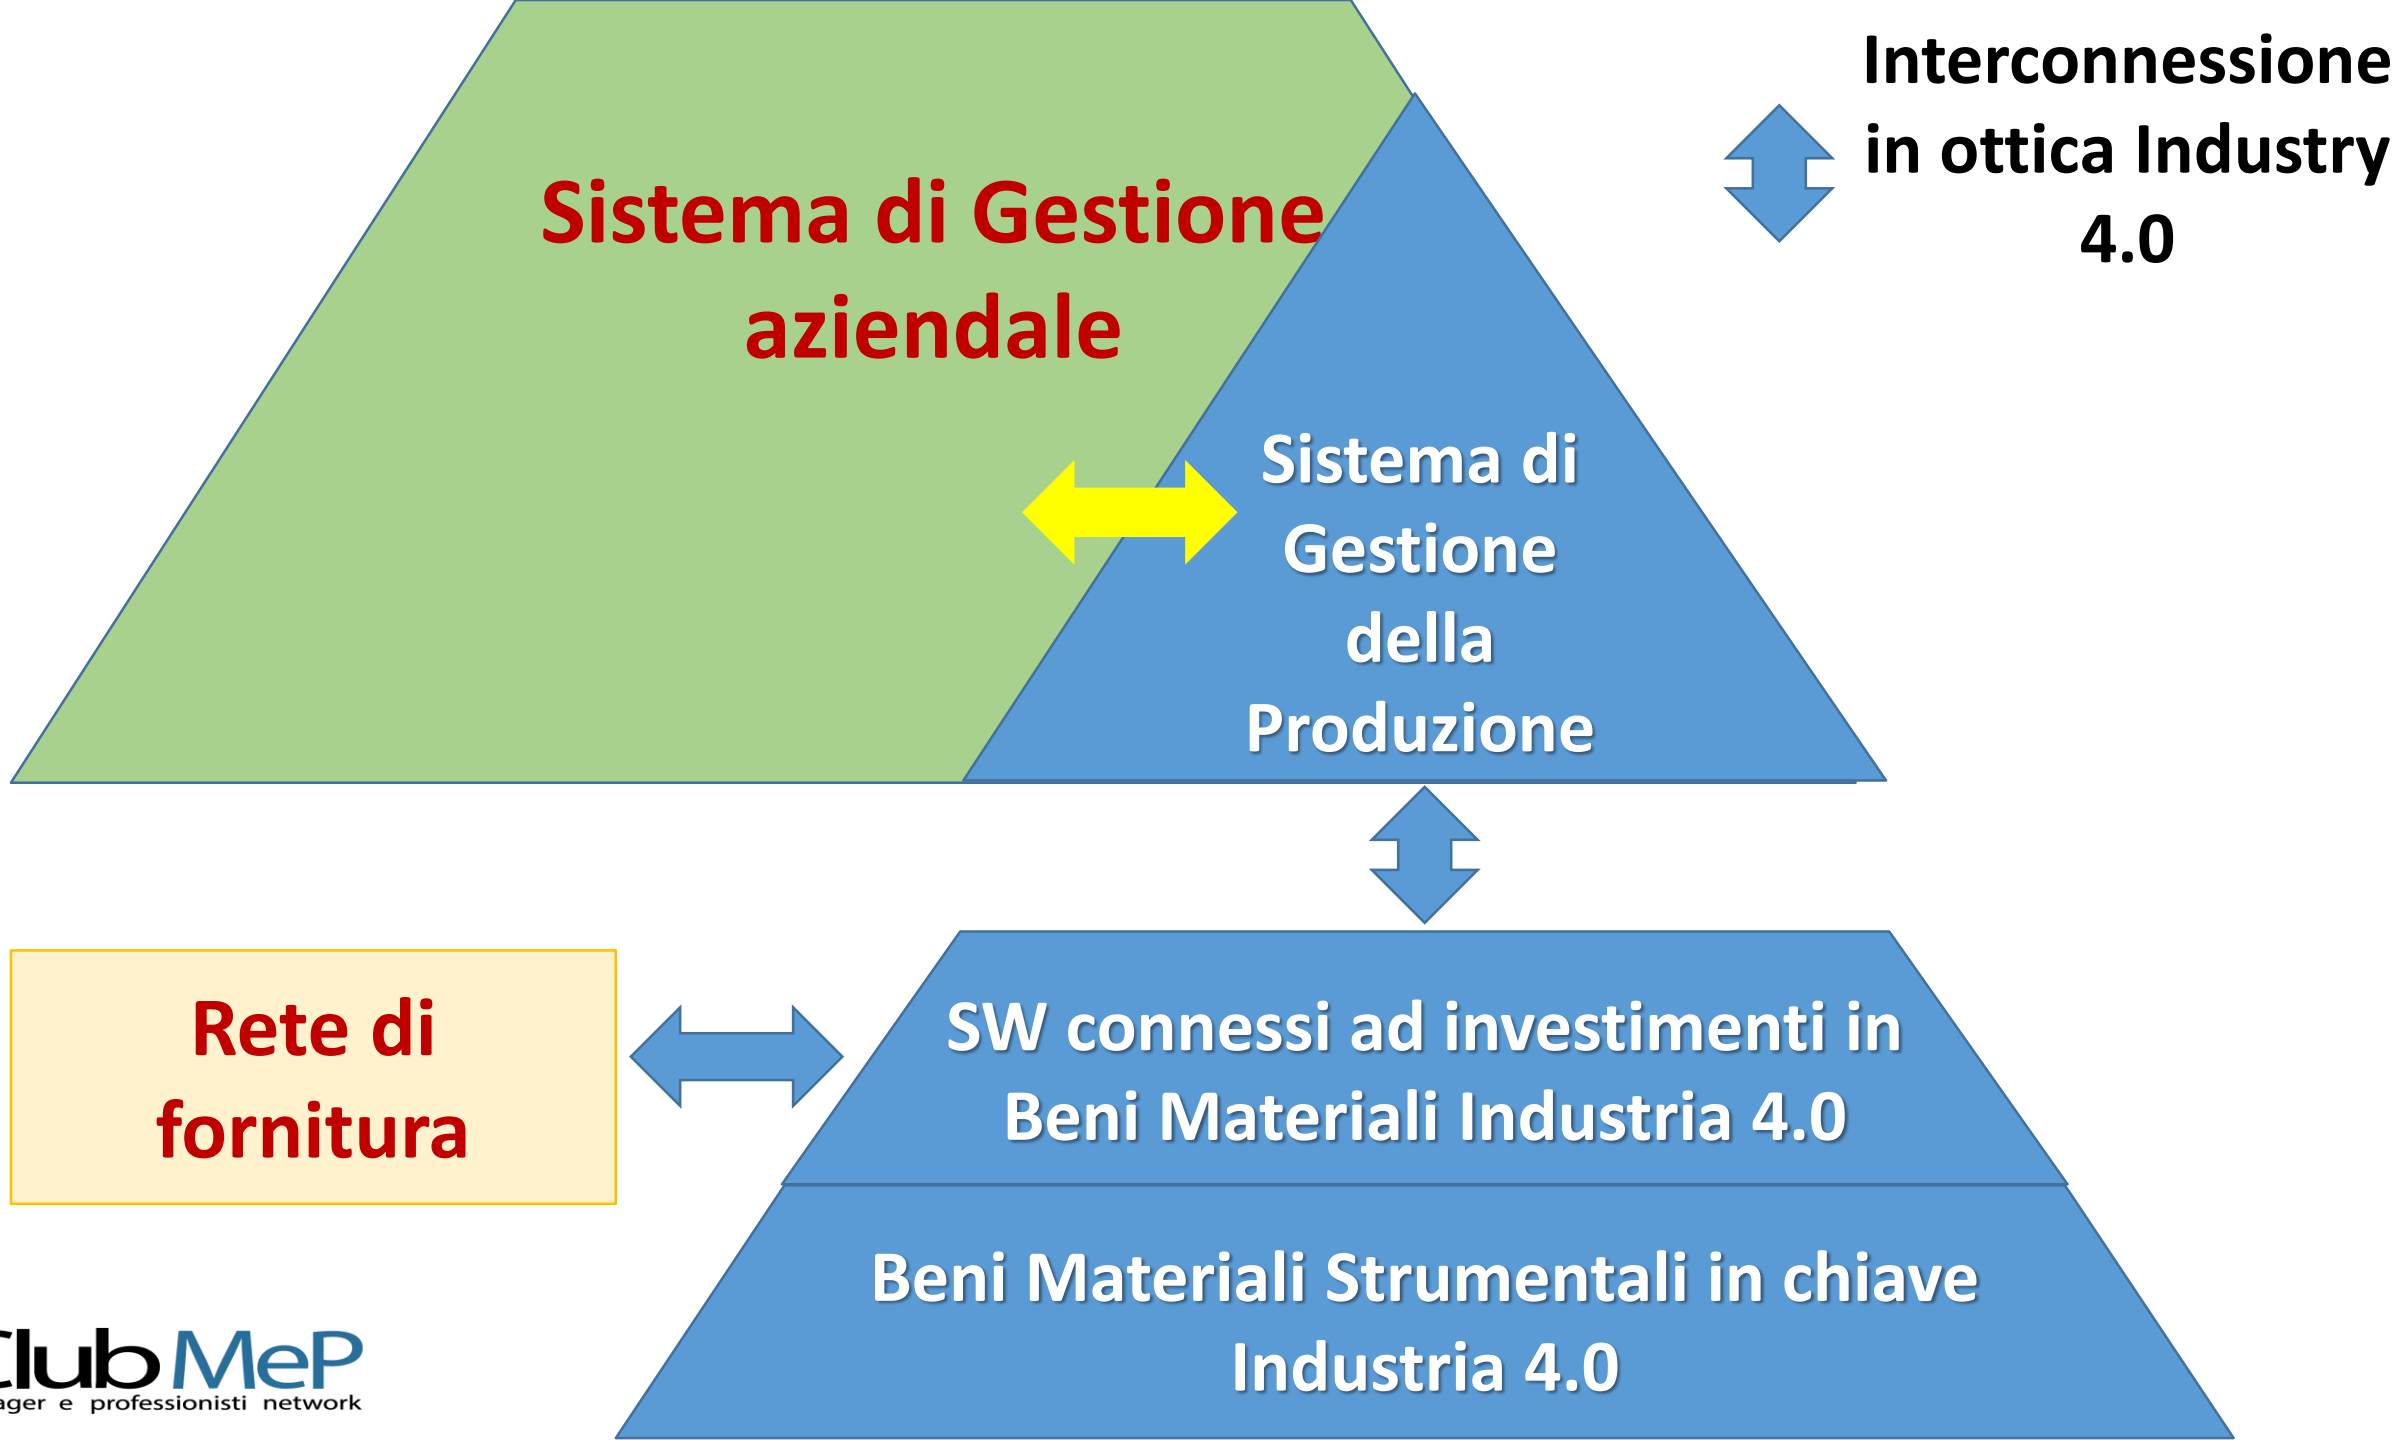 Interconnessione
in ottica Industry
4.0
Sistema di Gestione
aziendale
Sistema di
Gestione
della
Produzione
Rete di
fornitura
SW connessi ad investimenti in
Beni Materiali Industria 4.0
Beni Materiali Strumentali in chiave
Industria 4.0
Club MeP
ager e professionisti network